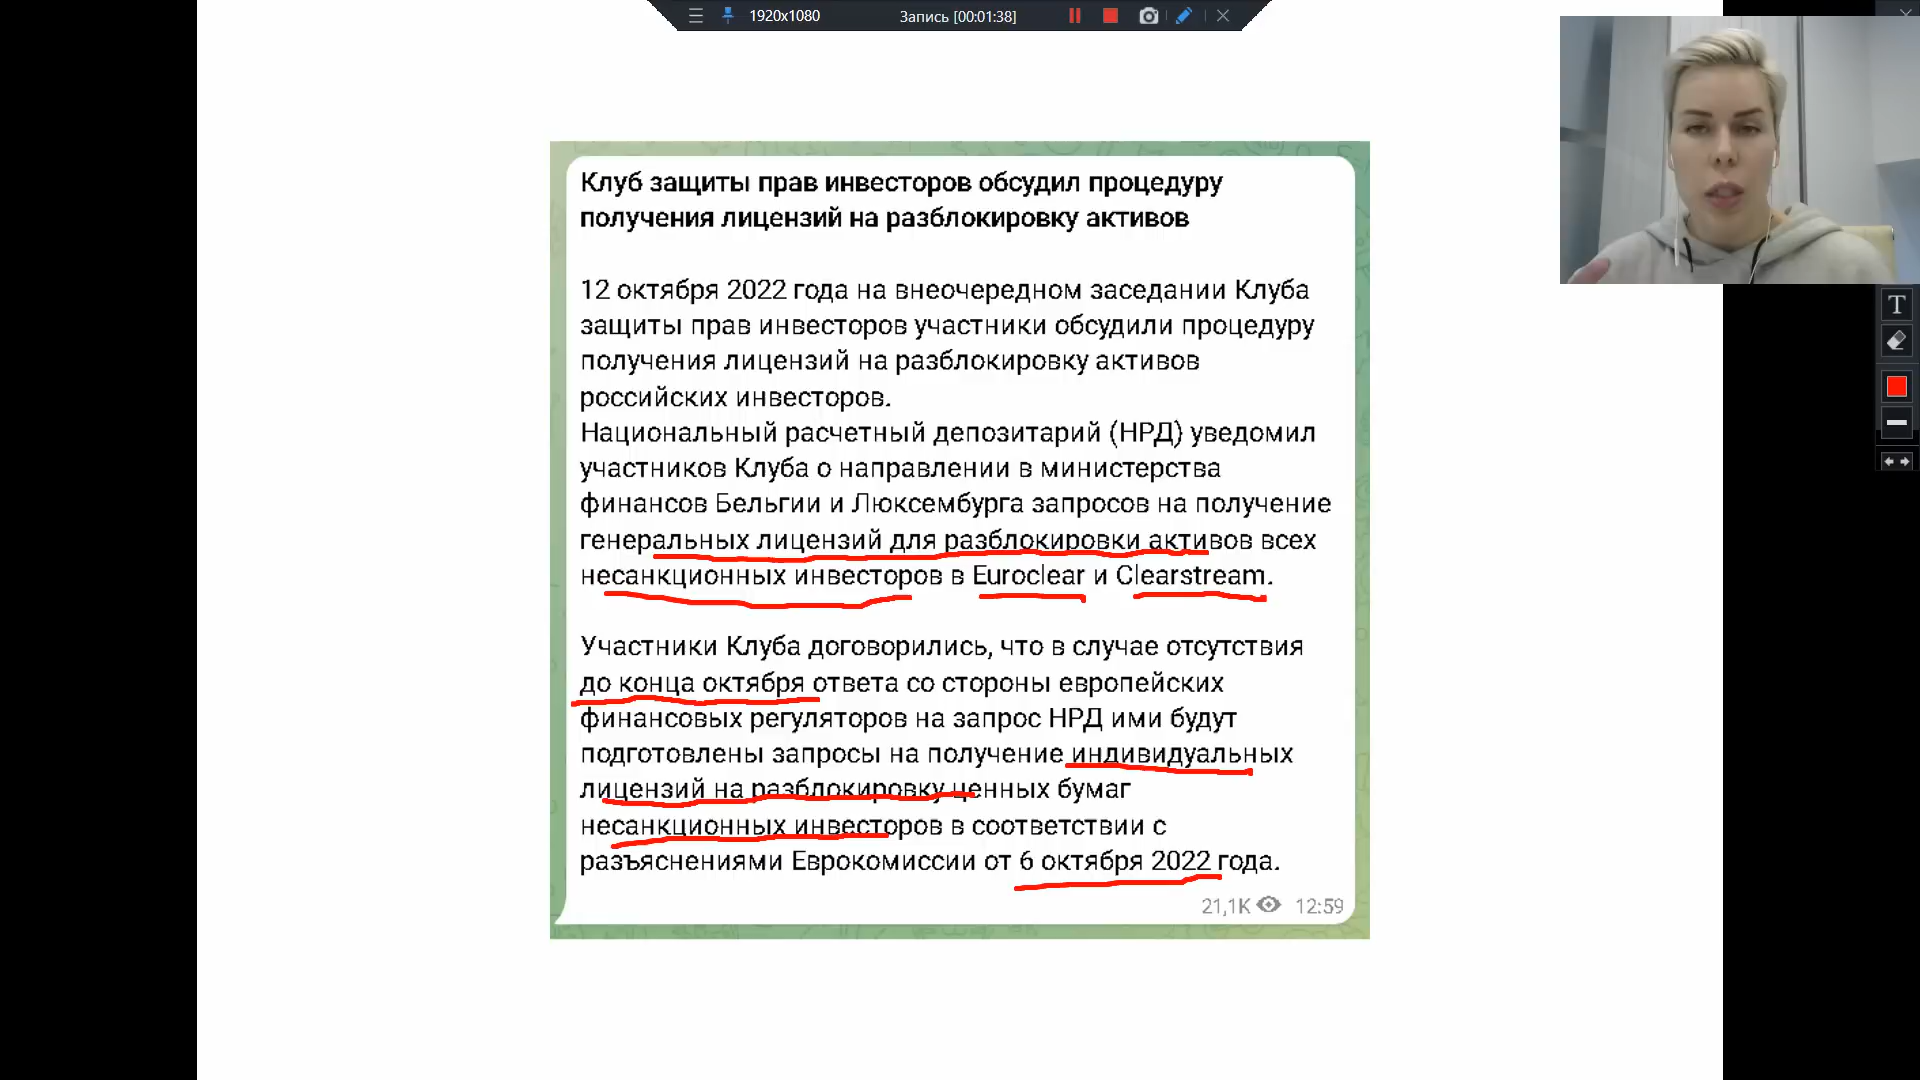 1920x1080
Запись [00:01:38]
Клуб защиты прав инвесторов обсудил процедуру
получения лицензий на разблокировку активов
12 октября 2022 года на внеочередном заседании Клуба
защиты прав инвесторов участники обсудили процедуру
получения лицензий на разблокировку активов
российских инвесторов.
Национальный расчетный депозитарий (НРД) уведомил
участников Клуба о направлении в министерства
финансов Бельгии и Люксембурга запросов на получение
генеральных лицензий для разблокировки активов всех
несанкционных инвесторов в Euroclear и Clearstream.
Участники Клуба договорились, что в случае отсутствия
до конца октября ответа со стороны европейских
финансовых регуляторов на запрос НРД ими будут
подготовлены запросы на получение индивидуальных
лицензий на разблокировку ценных бумаг
несанкционных инвесторов в соответствии с
разъяснениями Еврокомиссии от 6 октября 2022 года.
21,1K 12:59
T